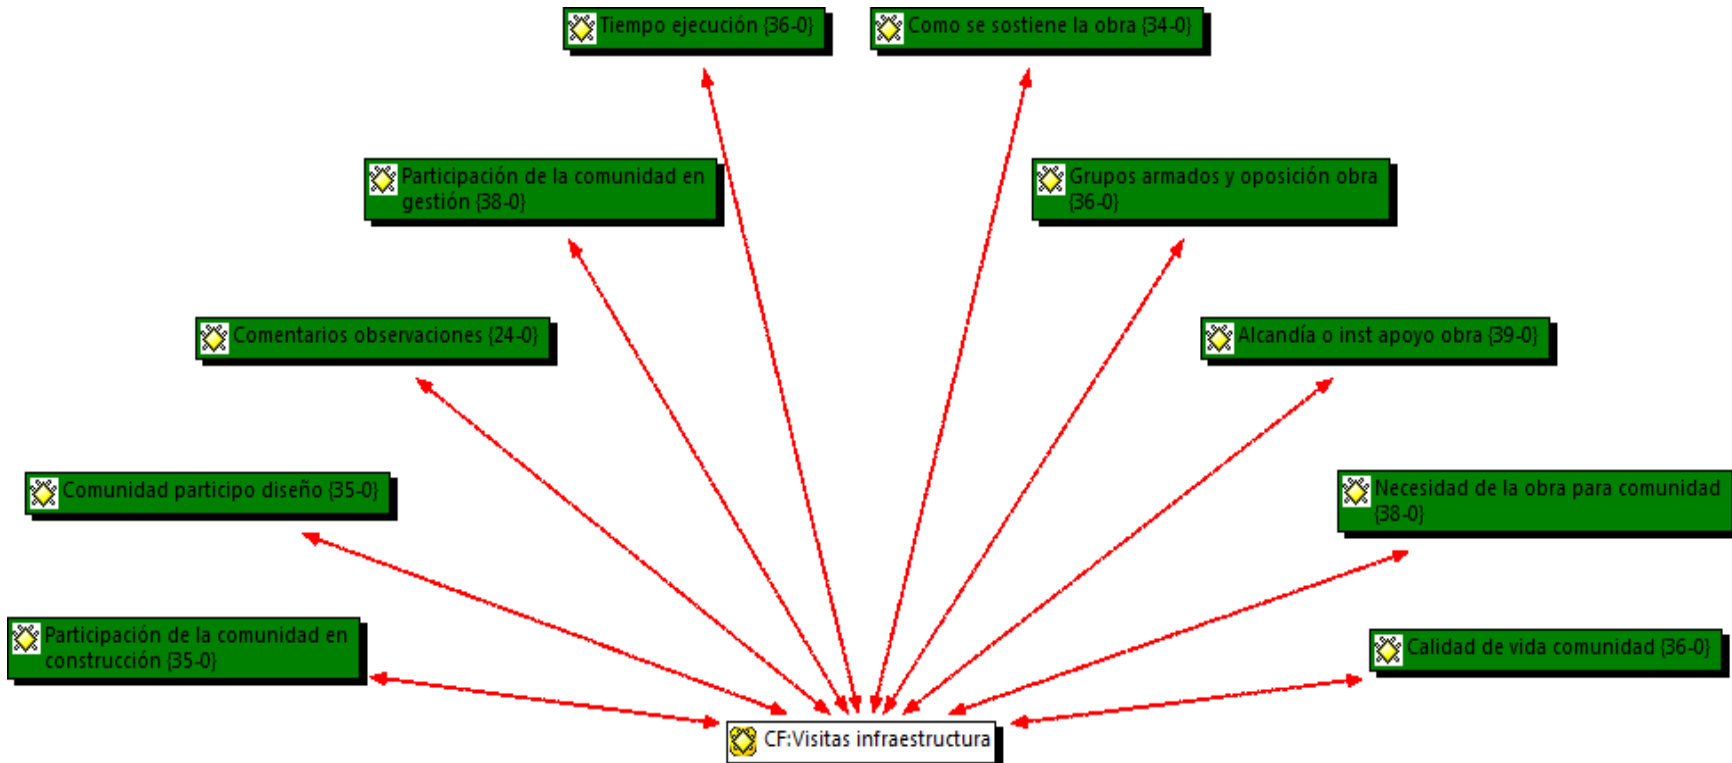 Tiempo ejecución {36-0}
Como se sostiene la obra {34-0}
Participación de la comunidad en
gestión {38-0}
Grupos armados y oposición obra
{36-0}
Comentarios observaciones {24-0}
Alcandía o inst apoyo obra {39-0}
Comunidad participo diseño {35-0}
Necesidad de la obra para comunidad
{38-0}
Participación de la comunidad en
construcción {35-0}
Calidad de vida comunidad {36-0}
CF:Visitas infraestructura